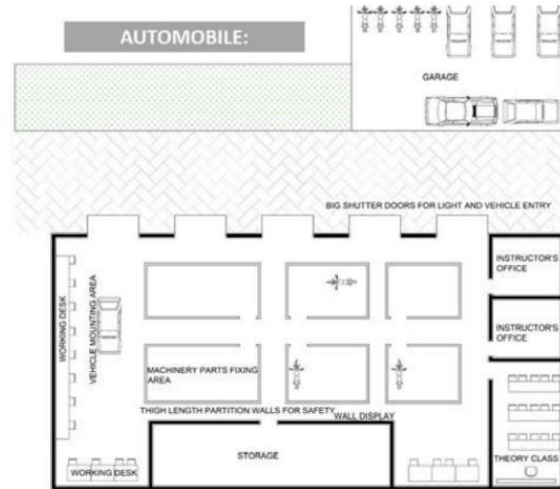 AUTOMOBILE:
GARAGE
BIG SHUTTER DOORS FOR LIGHT AND VEHICLE ENTRY
INSTRUCTOR'S
OFFICE
WORKING DESK
VEHICLE MOUNTING AREA
INSTRUCTOR'S
OFFICE
MACHINERY PARTS FIXING
AREA
THIGH LENGTH PARTITION WALLS FOR SAFETY
WALL DISPLAY
STORAGE
THEORY CLASS
WORKING DESK